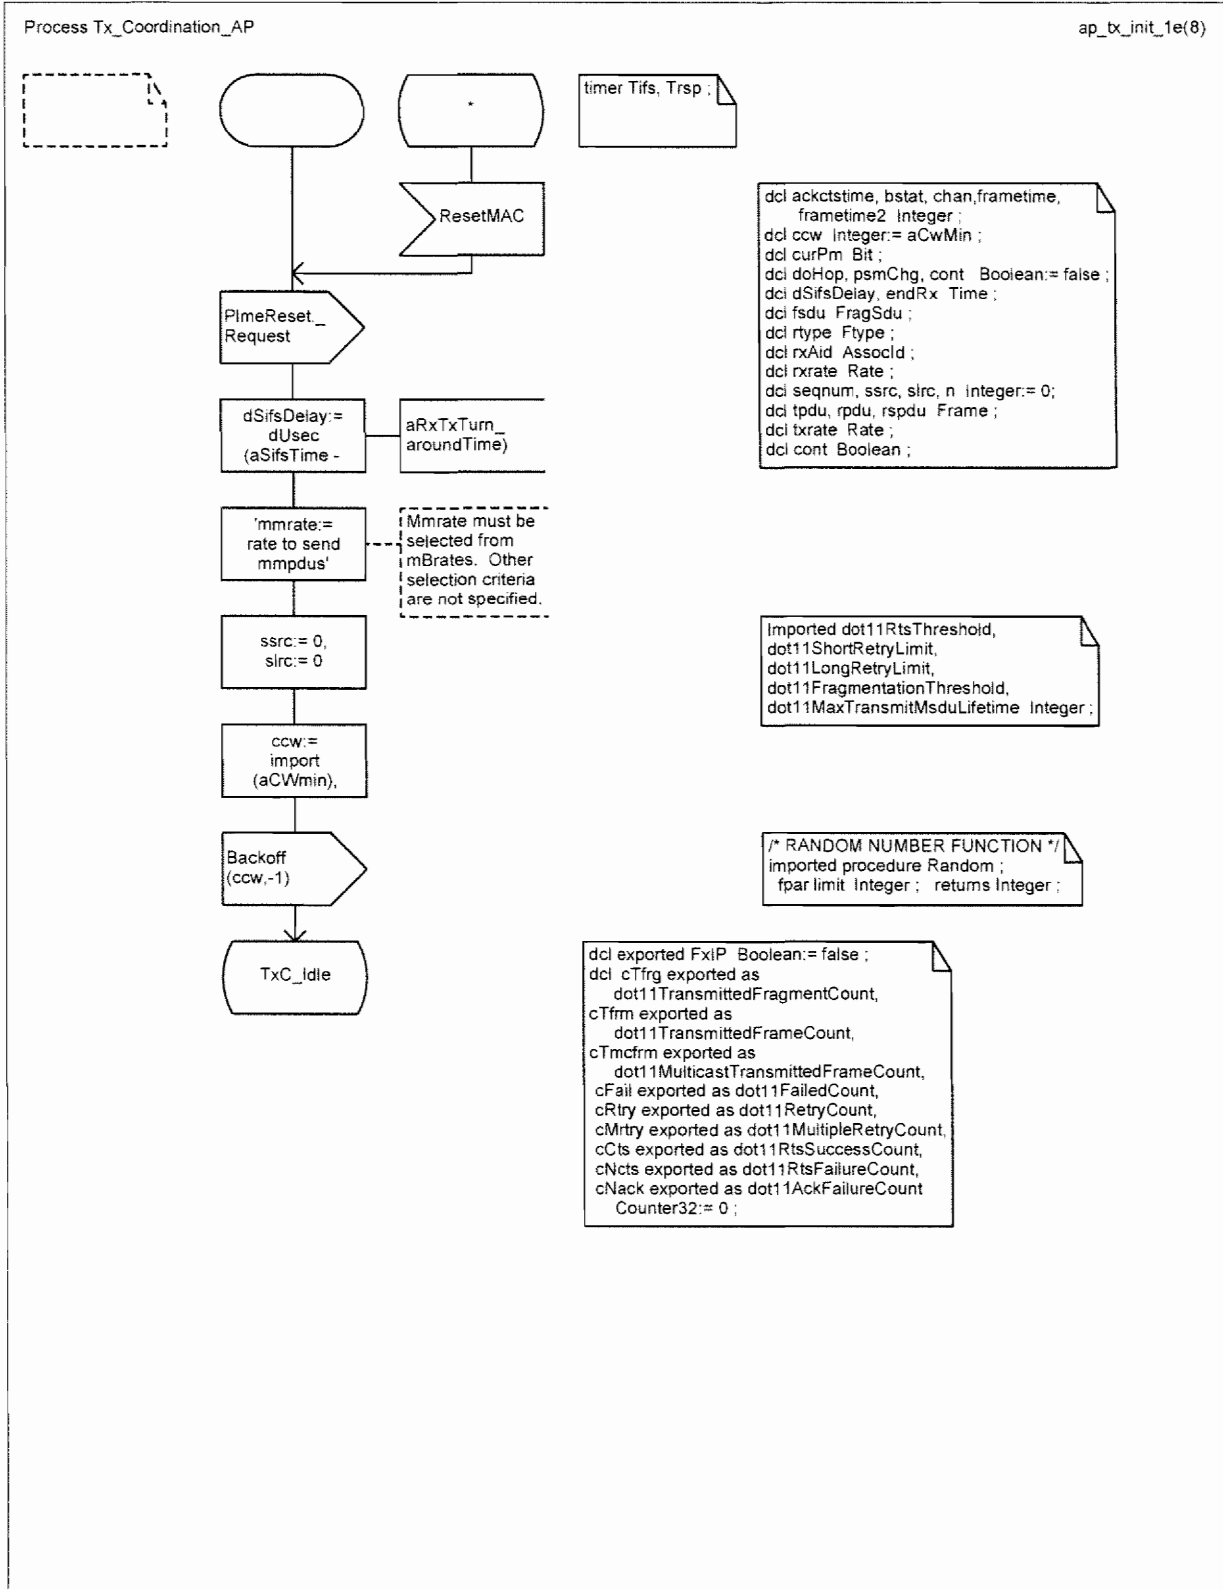 Process Tx_Coordination_AP
ap_tx_init_1e(8)
*
timer Tifs, Trsp ;
ResetMAC
PlmeReset._
Request
dSifsDelay:=
dUsec
(aSifsTime -
aRxTxTurn_
aroundTime)
'mmrate:=
rate to send
mmpdus'
Mmrate must be
selected from
mBrates. Other
selection criteria
are not specified.
ssrc:= 0,
slrc:= 0
ccw:=
import
(aCWmin),
Backoff
(ccw,-1)
TxC_Idle
dcl ackctstime, bstat, chan,frametime,
frametime2 Integer ;
dcl ccw Integer:= aCwMin ;
dcl curPm Bit ;
dcl doHop, psmChg, cont Boolean:= false ;
dcl dSifsDelay, endRx Time ;
dcl fsdu FragSdu ;
dcl rtype Ftype ;
dcl rxAid AssocId ;
dcl rxrate Rate ;
dcl seqnum, ssrc, slrc, n Integer:= 0;
dcl tpdu, rpdu, rspdu Frame ;
dcl txrate Rate ;
dcl cont Boolean ;
Imported dot11RtsThreshold,
dot11ShortRetryLimit,
dot11LongRetryLimit,
dot11FragmentationThreshold,
dot11MaxTransmitMsduLifetime Integer ;
/* RANDOM NUMBER FUNCTION */
imported procedure Random ;
fpar limit Integer ; returns Integer ;
dcl exported FxIP Boolean:= false ;
dcl cTfrg exported as
dot11TransmittedFragmentCount,
cTfrm exported as
dot11TransmittedFrameCount,
cTmcfrm exported as
dot11MulticastTransmittedFrameCount,
cFail exported as dot11FailedCount,
cRtry exported as dot11RetryCount,
cMrtry exported as dot11MultipleRetryCount,
cCts exported as dot11RtsSuccessCount,
cNcts exported as dot11RtsFailureCount,
cNack exported as dot11AckFailureCount
Counter32:= 0 ;